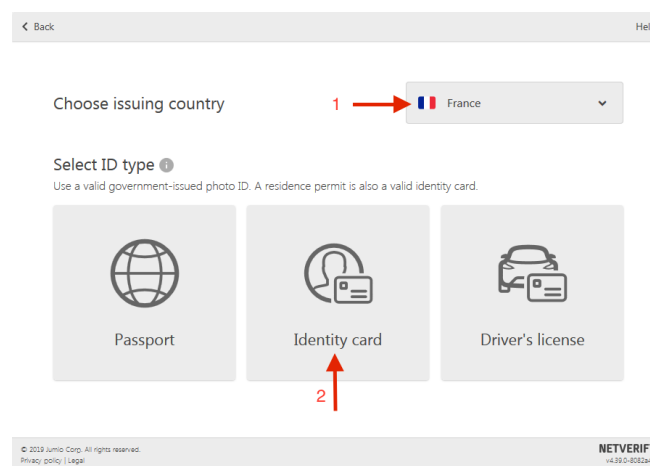 Back
Choose issuing country
1
France
Select ID type
Use a valid government-issued photo ID. A residence permit is also a valid identity card.
Passport
Identity card
Driver's license
2
© 2019 Jumio Corp. All rights reserved.
NETVERIF
Privacy policy | Legal